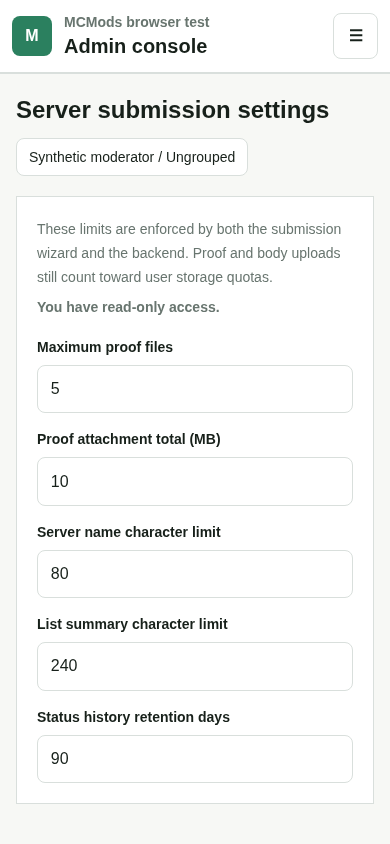 M
MCMods browser test
Admin console
☰
Server submission settings
Synthetic moderator / Ungrouped
These limits are enforced by both the submission
wizard and the backend. Proof and body uploads
still count toward user storage quotas.
You have read-only access.
Maximum proof files
5
Proof attachment total (MB)
10
Server name character limit
80
List summary character limit
240
Status history retention days
90